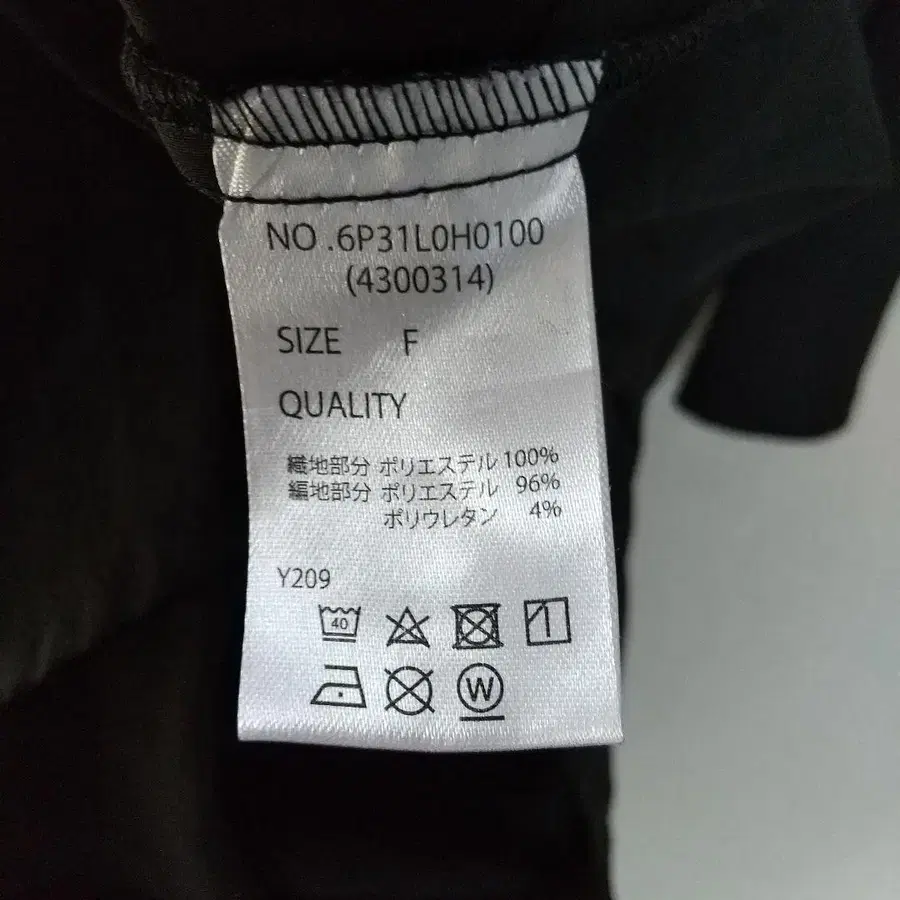 NO .6P31L0H0100
(4300314)
SIZE F
QUALITY
織地部分 ポリエステル 100%
編地部分 ポリエステル 96%
ポリウレタン 4%
Y209
40
W